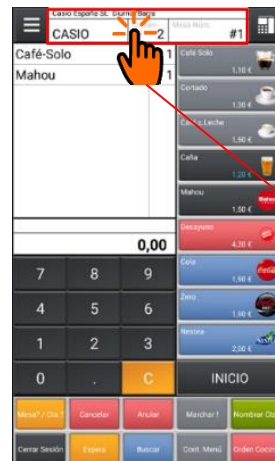 Casio España SL Diurno Barra
Mesa Núm.
CASIO 2 #1
Café-Solo 1
Mahou 1
Café Solo
1,10 €
Cortado
1,30 €
Café c.Leche
1,50 €
Caña
1,20 €
Mahou
1,50 €
Desayuno
4,30 €
Cola
1,60 €
Zero
1,60 €
Nestea
2,00 €
0,00
7 8 9
4 5 6
1 2 3
0 . C INICIO
Mesa? / Cta.? Cancelar Anular Marchar ! Nombrar Cta
Cerrar Sesión Espera Buscar Cont. Menú Orden Cocina